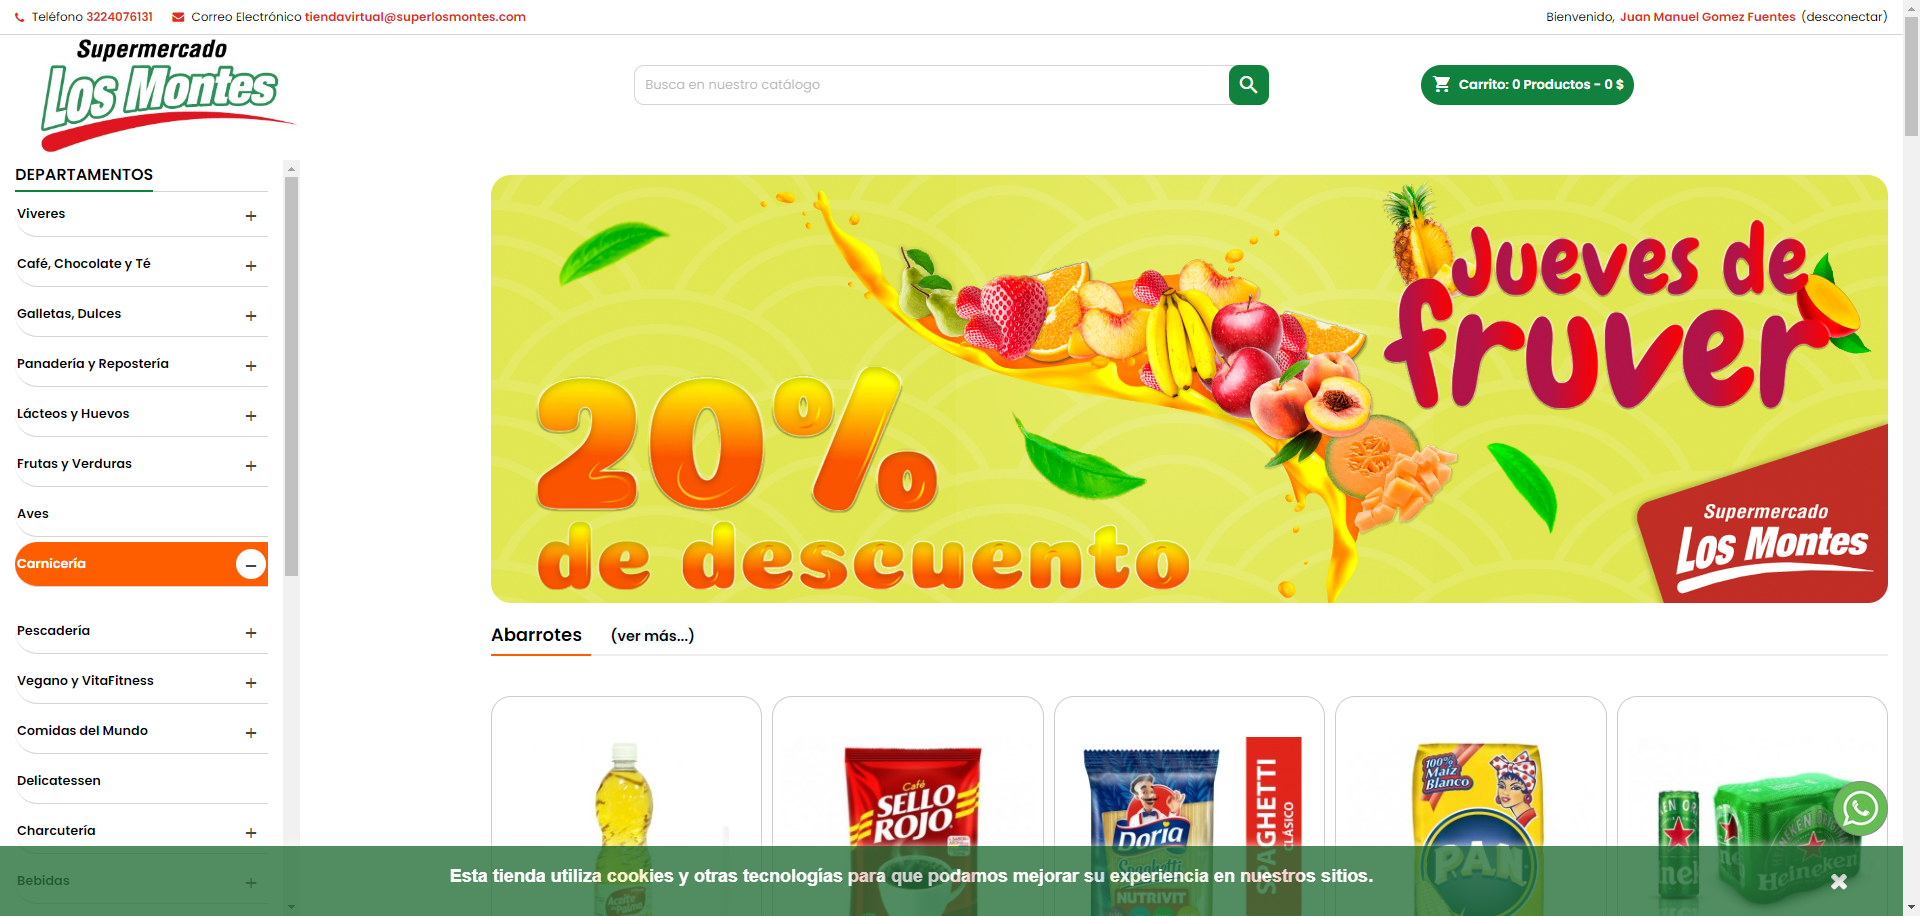 Teléfono 3224076131 Correo Electrónico tiendavirtual@superlosmontes.com
Bienvenido, Juan Manuel Gomez Fuentes (desconectar)
Supermercado
Los Montes
Busca en nuestro catálogo
Carrito: 0 Productos - 0 $
DEPARTAMENTOS
Viveres
Café, Chocolate y Té
Galletas, Dulces
Panadería y Repostería
Lácteos y Huevos
Frutas y Verduras
Aves
Carnicería
Pescadería
Vegano y VitaFitness
Comidas del Mundo
Delicatessen
Charcutería
Bebidas
Jueves de
fruver
20%
de descuento
Supermercado
Los Montes
Abarrotes (ver más...)
Café
SELLO
ROJO
Doria
Spaghetti
NUTRIVIT
SPAGHETTI
CLÁSICO
100%
Maíz
Blanco
PAN
Heineken
Esta tienda utiliza cookies y otras tecnologías para que podamos mejorar su experiencia en nuestros sitios.